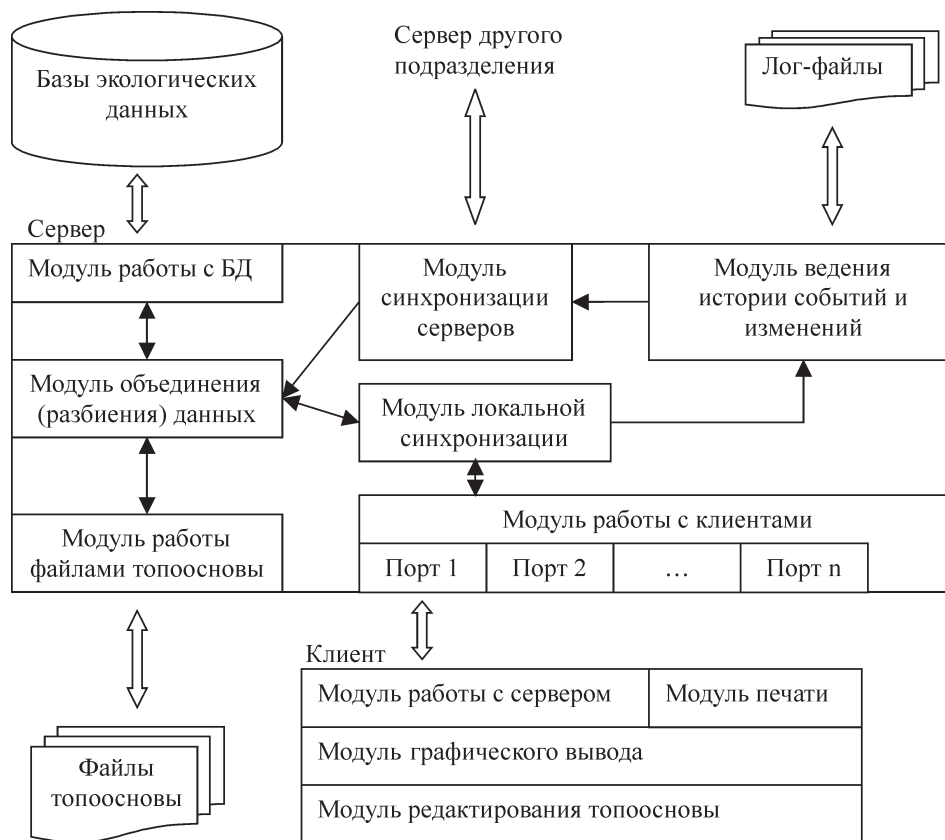 Базы экологических
данных
Сервер другого
подразделения
Лог-файлы
Сервер
Модуль работы с БД
Модуль
синхронизации
серверов
Модуль ведения
истории событий и
изменений
Модуль объединения
(разбиения) данных
Модуль локальной
синхронизации
Модуль работы
файлами топоосновы
Модуль работы с клиентами
Порт 1
Порт 2
…
Порт n
Клиент
Модуль работы с сервером
Модуль печати
Модуль графического вывода
Модуль редактирования топоосновы
Файлы
топоосновы